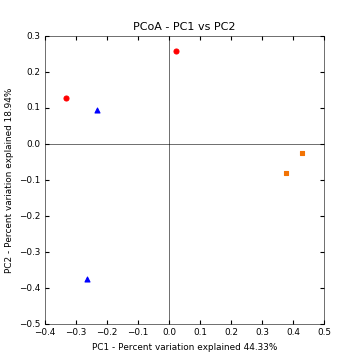 PCoA - PC1 vs PC2
0.3
0.2
0.1
0.0
−0.1
−0.2
−0.3
−0.4
−0.5
PC2 - Percent variation explained 18.94%
−0.4 −0.3 −0.2 −0.1 0.0 0.1 0.2 0.3 0.4 0.5
PC1 - Percent variation explained 44.33%